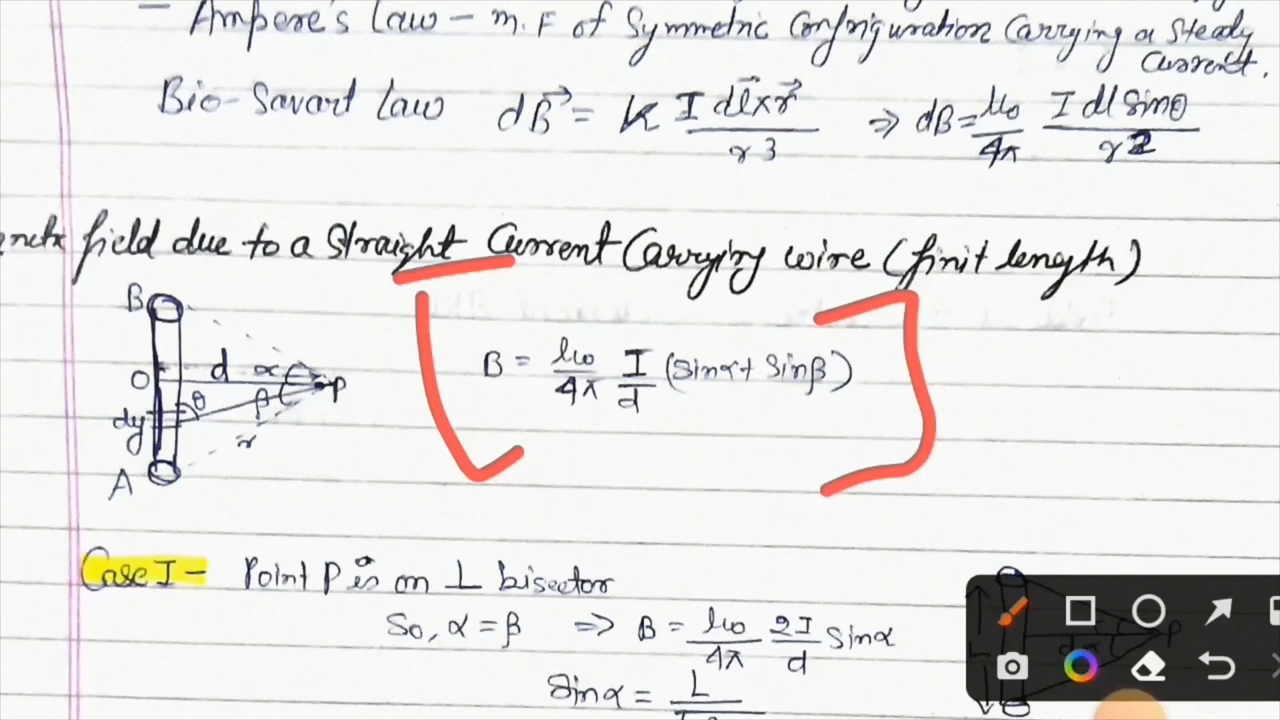 – Ampere's Law – m.F of Symmetric Configuration Carrying a Steady
Current.
Bio-Savart Law dB⃗ = K I dl⃗ x r⃗ / r3 ⇒ dB = μ0/4π I dl Sinθ / r2
field due to a Straight Current Carrying wire (finit length)
B
O d α P
θ β
dy r
A
B = μ0/4π I/d (Sinα + Sinβ)
Case I – Point P is on ⊥ bisector
So, α = β ⇒ B = μ0/4π 2I/d Sinα
Sinα = L
P